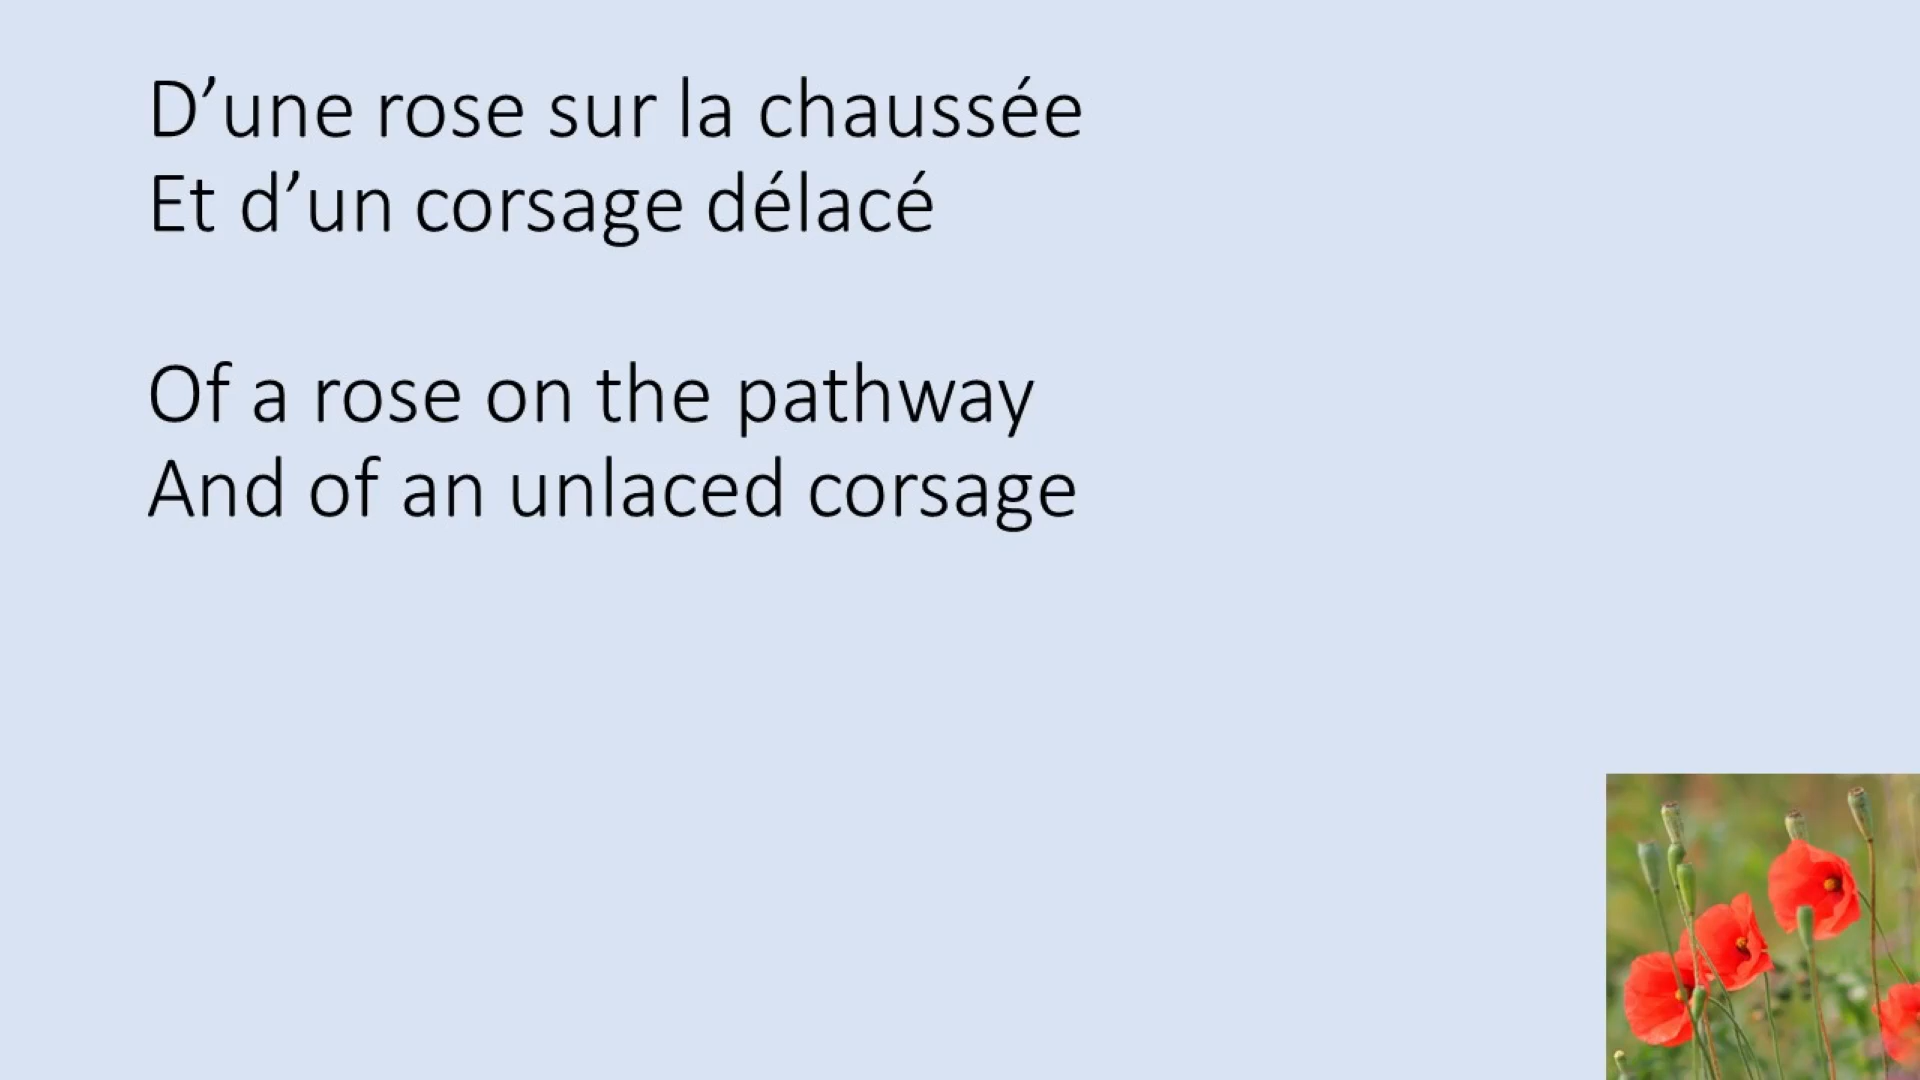 D’une rose sur la chaussée
Et d’un corsage délacé
Of a rose on the pathway
And of an unlaced corsage